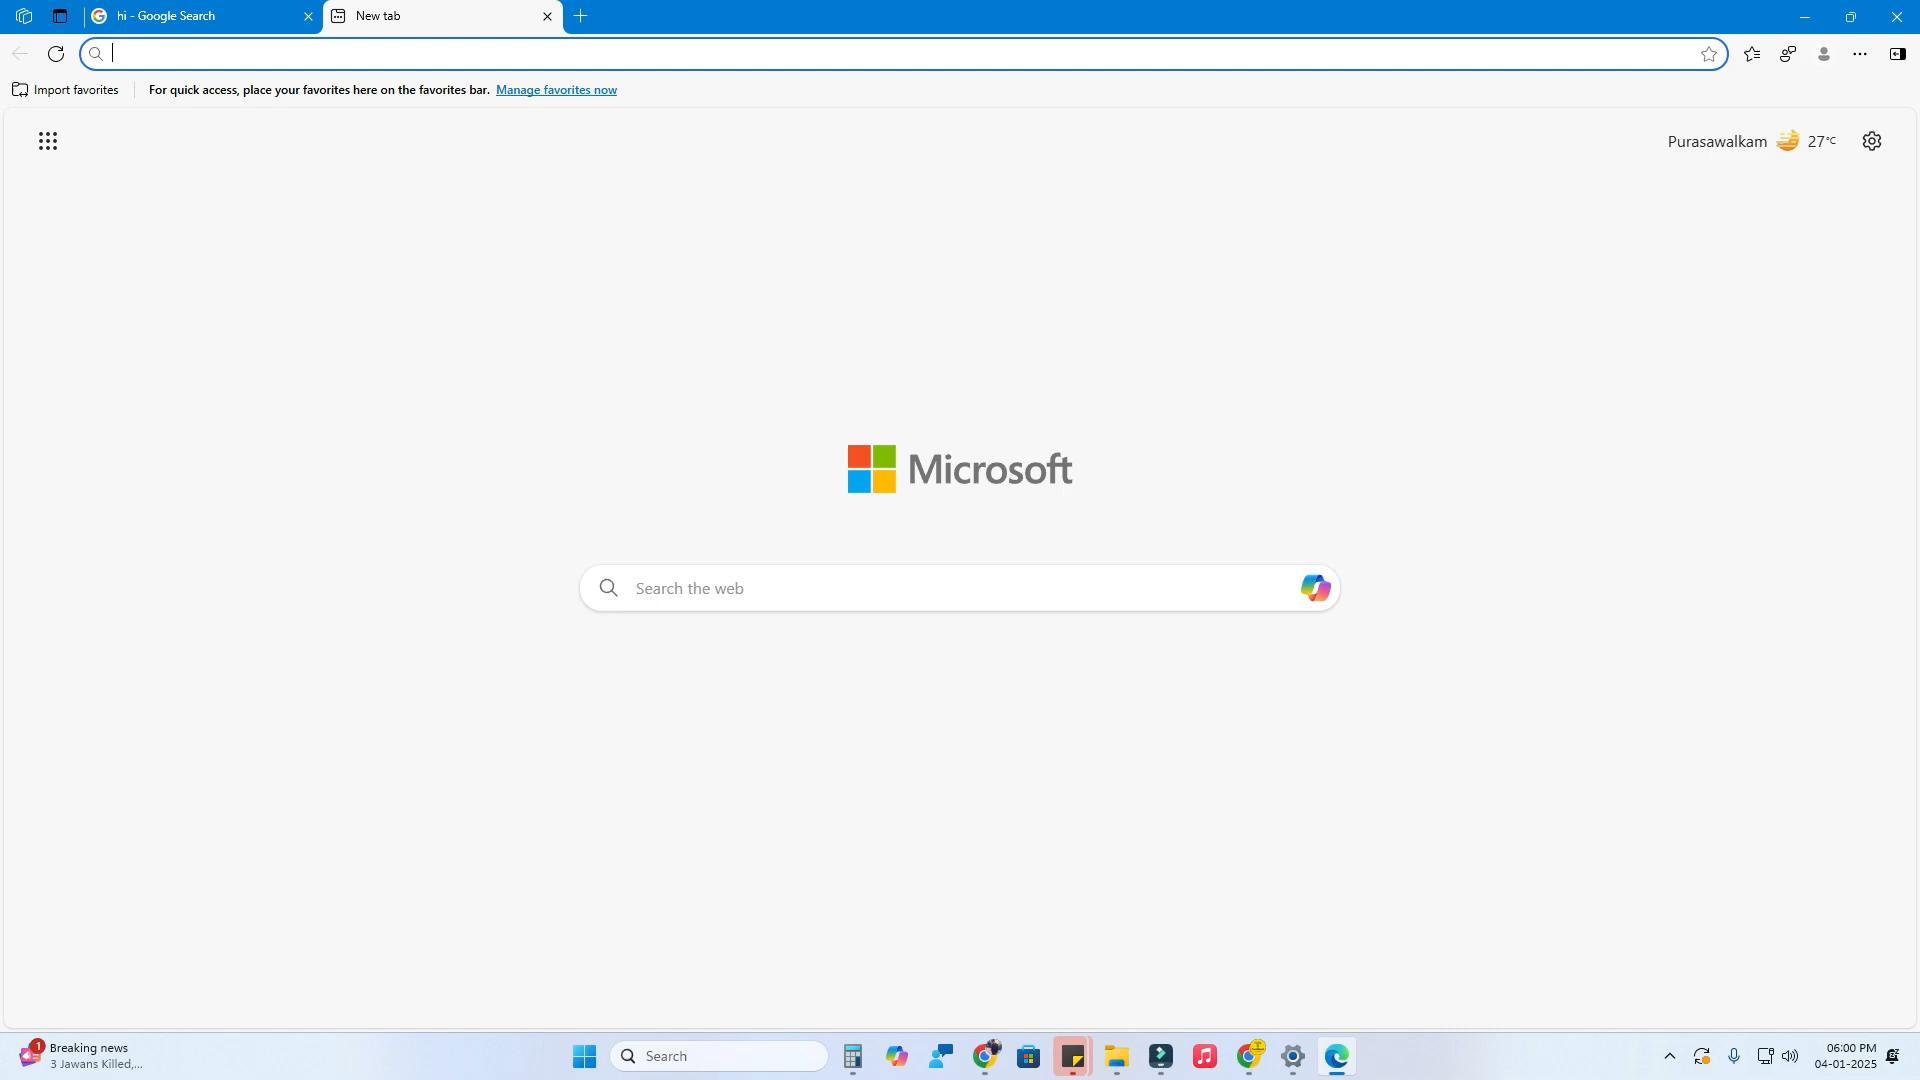 hi - Google Search
New tab
Import favorites
For quick access, place your favorites here on the favorites bar. Manage favorites now
Purasawalkam 27°C
Microsoft
Search the web
1
Breaking news
3 Jawans Killed,...
Search
06:00 PM
04-01-2025